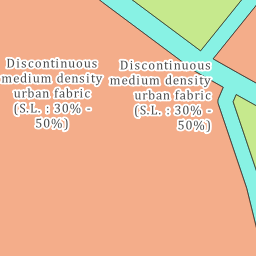 Discontinuous
medium density
urban fabric
(S.L. : 30% -
50%)
Discontinuous
medium density
urban fabric
(S.L. : 30% -
50%)